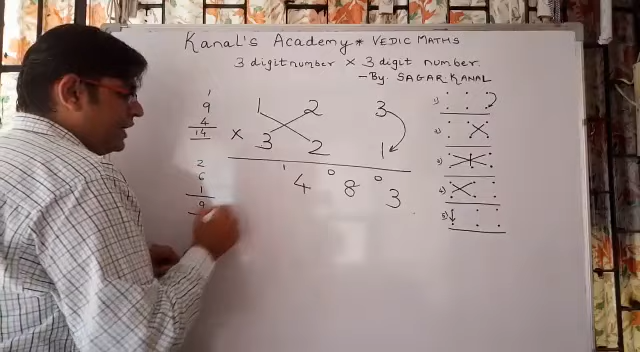 Kanal's Academy * VEDIC MATHS
3 digit number × 3 digit number.
- By. SAGAR KANAL
1
9
4
14
2
6
1
9
1 2 3
× 3 2 1
1 4 0 8 0 3
1)
2)
3)
4)
5)